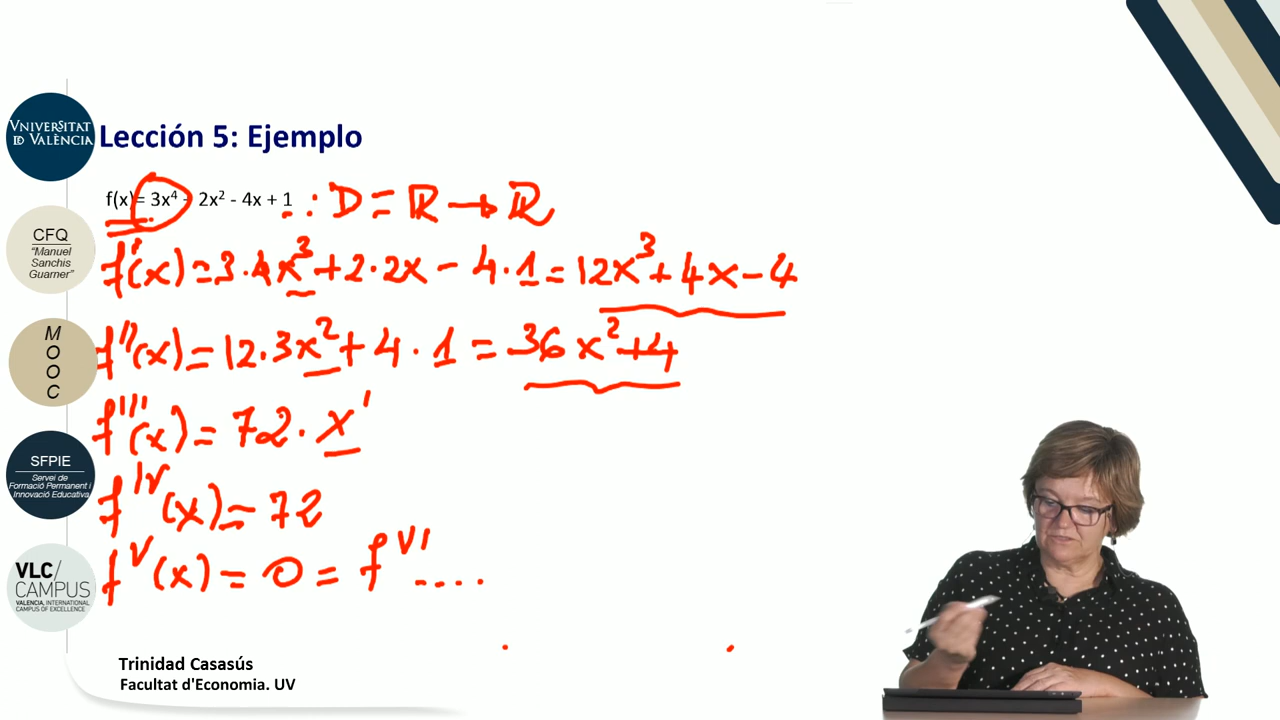 VNIVERSITAT
ID VALÈNCIA
Lección 5: Ejemplo
f(x)= 3x⁴ + 2x² - 4x + 1 : D = ℝ → ℝ
CFQ
"Manuel
Sanchis
Guarner"
f'(x) = 3·4x³ + 2·2x - 4·1 = 12x³ + 4x - 4
M
O
O
C
f''(x) = 12·3x² + 4·1 = 36x² + 4
f'''(x) = 72·x'
SFPIE
Servei de
Formació Permanent i
Innovació Educativa
f^IV(x) = 72
f^V(x) = 0 = f^VI ....
VLC/
CAMPUS
VALENCIA, INTERNATIONAL
CAMPUS OF EXCELLENCE
Trinidad Casasús
Facultat d'Economia. UV